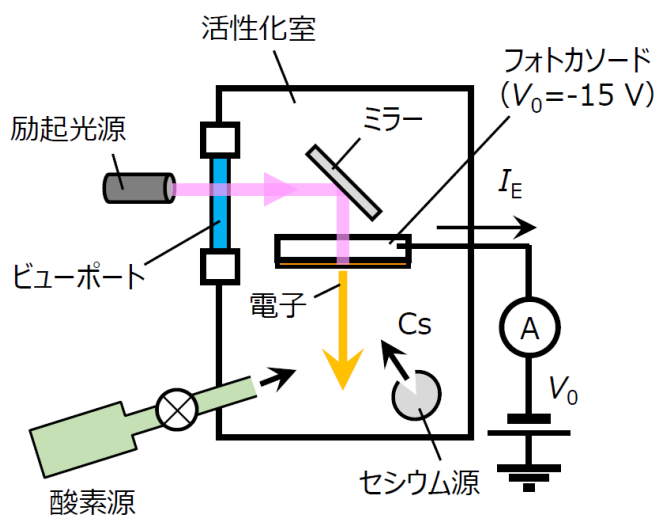 活性化室
フォトカソード
(V₀=-15 V)
励起光源
ミラー
I_E
ビューポート
電子
Cs
A
V₀
酸素源
セシウム源